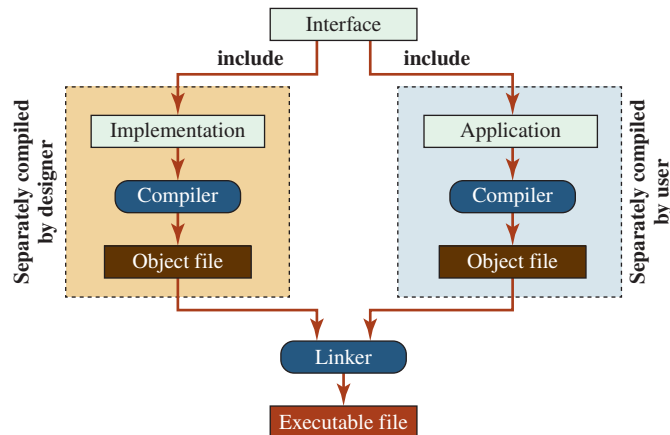 Interface
include
include
Separately compiled
by designer
Implementation
Compiler
Object file
Application
Compiler
Object file
Separately compiled
by user
Linker
Executable file